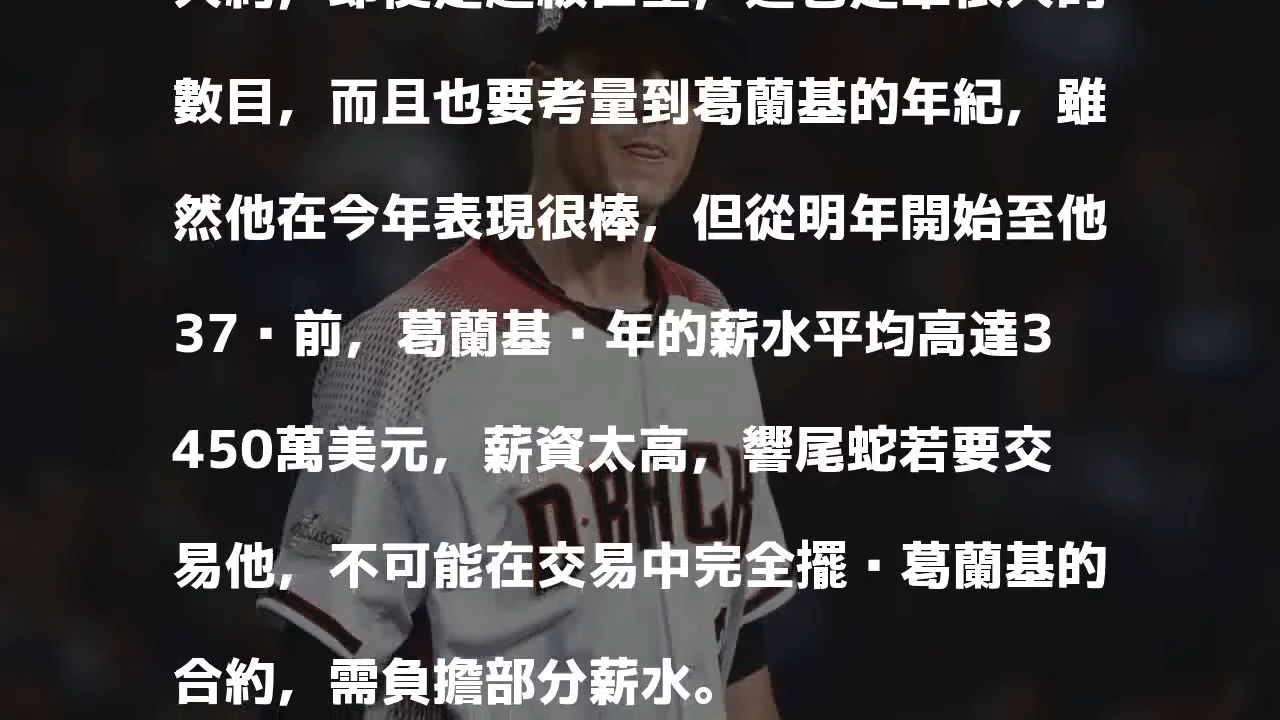 數目，而且也要考量到葛蘭基的年紀，雖
然他在今年表現很棒，但從明年開始至他
37·前，葛蘭基·年的薪水平均高達3
450萬美元，薪資太高，響尾蛇若要交
易他，不可能在交易中完全擺·葛蘭基的
合約，需負擔部分薪水。